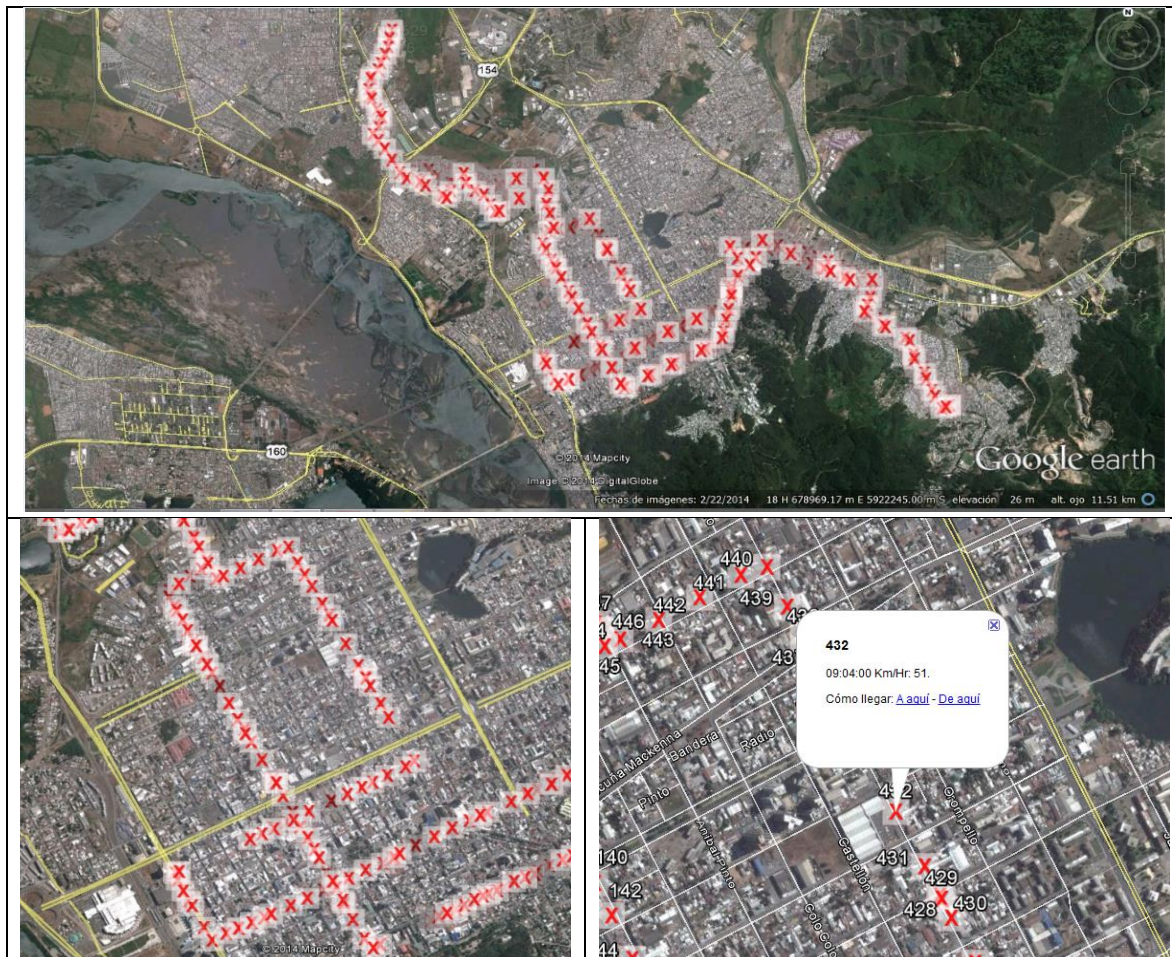 N
154
160
© 2014 Mapcity
Image © 2014 DigitalGlobe
Google earth
Fechas de imágenes: 2/22/2014 18 H 678969.17 m E 5922245.00 m S elevación 26 m alt. ojo 11.51 km
© 2014 Mapcity
440
441
439
442
446
443
45
432
09:04:00 Km/Hr: 51.
Cómo llegar: A aquí - De aquí
Mackenna
Bandera
Radio
Pinto
Anibal Pinto
Castellón
Colo Colo
Orompello
140
142
431
429
428
430